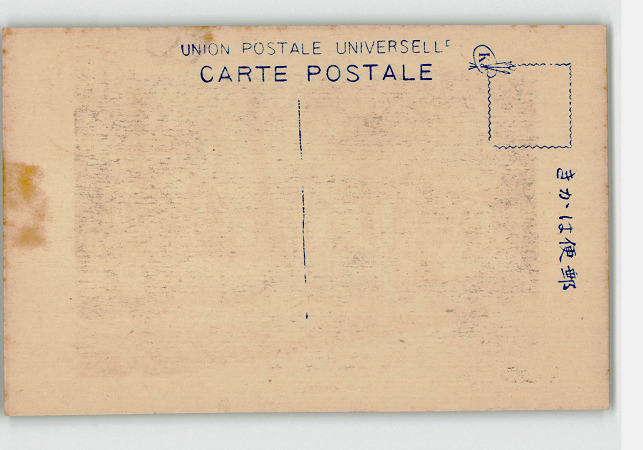 UNION POSTALE UNIVERSELLE
CARTE POSTALE
K
きかは便郵